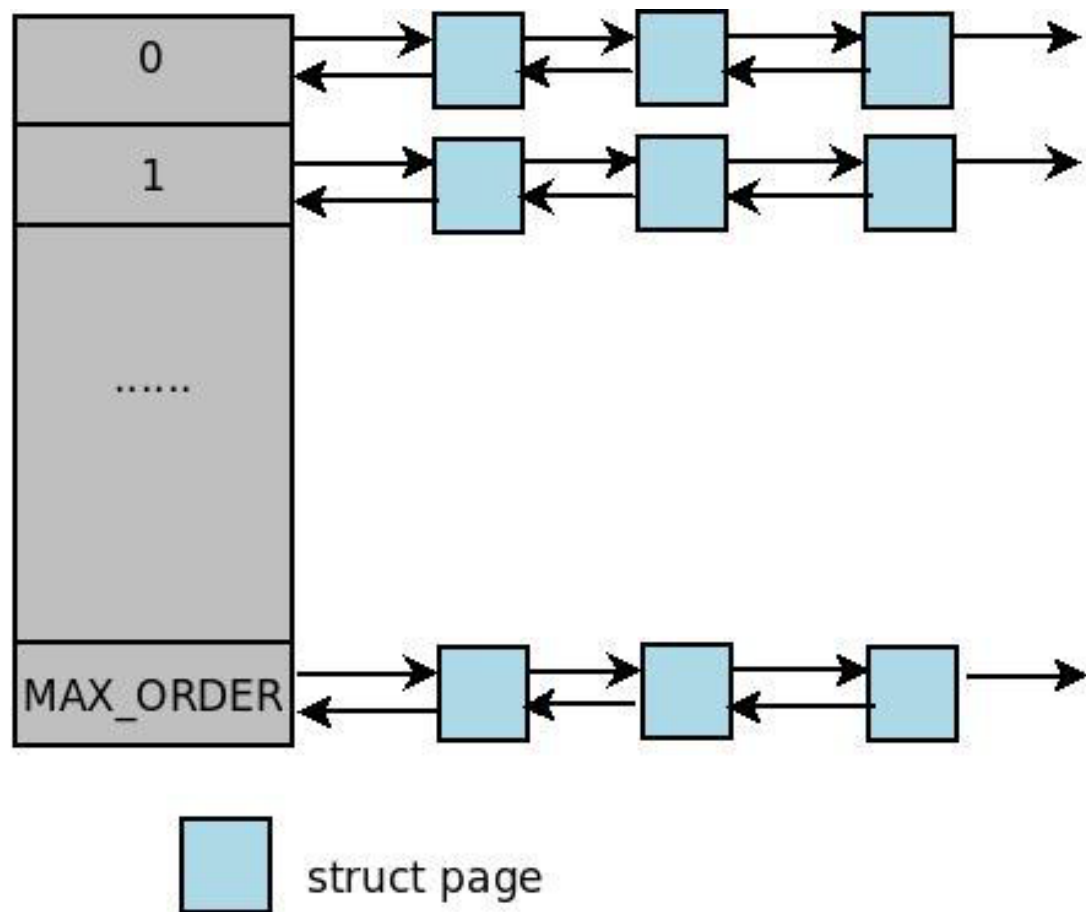 0
1
......
MAX_ORDER
struct page